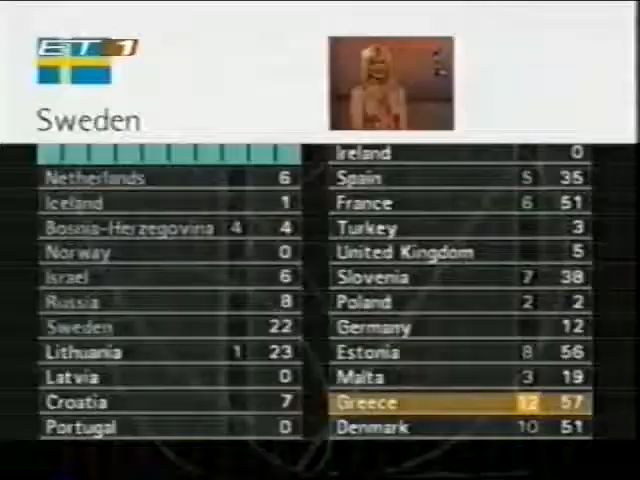 ET 1
Sweden
Netherlands 6
Iceland 1
Bosnia-Herzegovina 4 4
Norway 0
Israel 6
Russia 8
Sweden 22
Lithuania 1 23
Latvia 0
Croatia 7
Portugal 0
Ireland 0
Spain 5 35
France 6 51
Turkey 3
United Kingdom 5
Slovenia 7 38
Poland 2 2
Germany 12
Estonia 8 56
Malta 3 19
Greece 12 57
Denmark 10 51